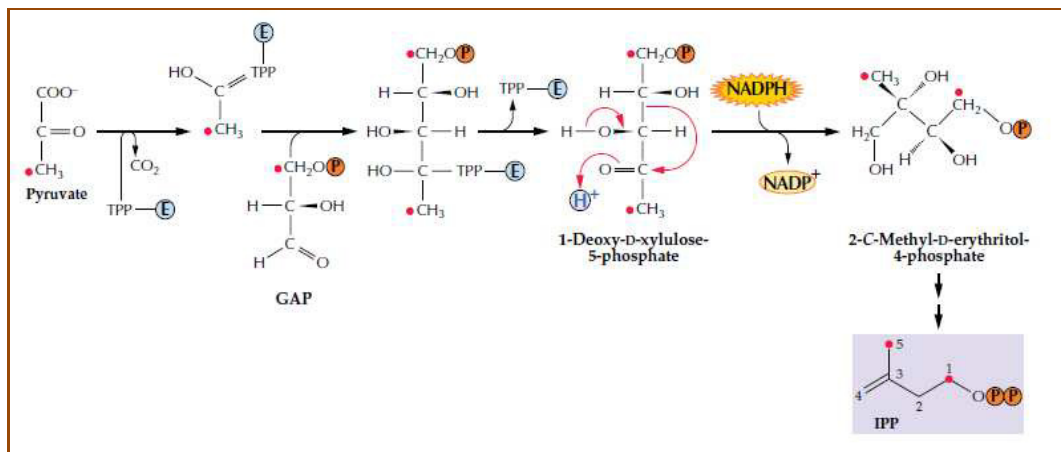 COO⁻
O
CH₃
Pyruvate
TPP
E
CO₂
E
HO
TPP
C
CH₃
CH₂O
P
H
C
OH
C
H
O
GAP
CH₂O
P
H
C
OH
HO
C
H
HO
C
TPP
E
CH₃
TPP
E
CH₂O
P
C
OH
H
O
C
H
O
C
H⁺
CH₃
1-Deoxy-D-xylulose-
5-phosphate
NADPH
NADP⁺
CH₃
OH
C
CH₂
H₂C
C
O
P
OH
H
OH
2-C-Methyl-D-erythritol-
4-phosphate
5
3
1
4
2
O
P
P
IPP